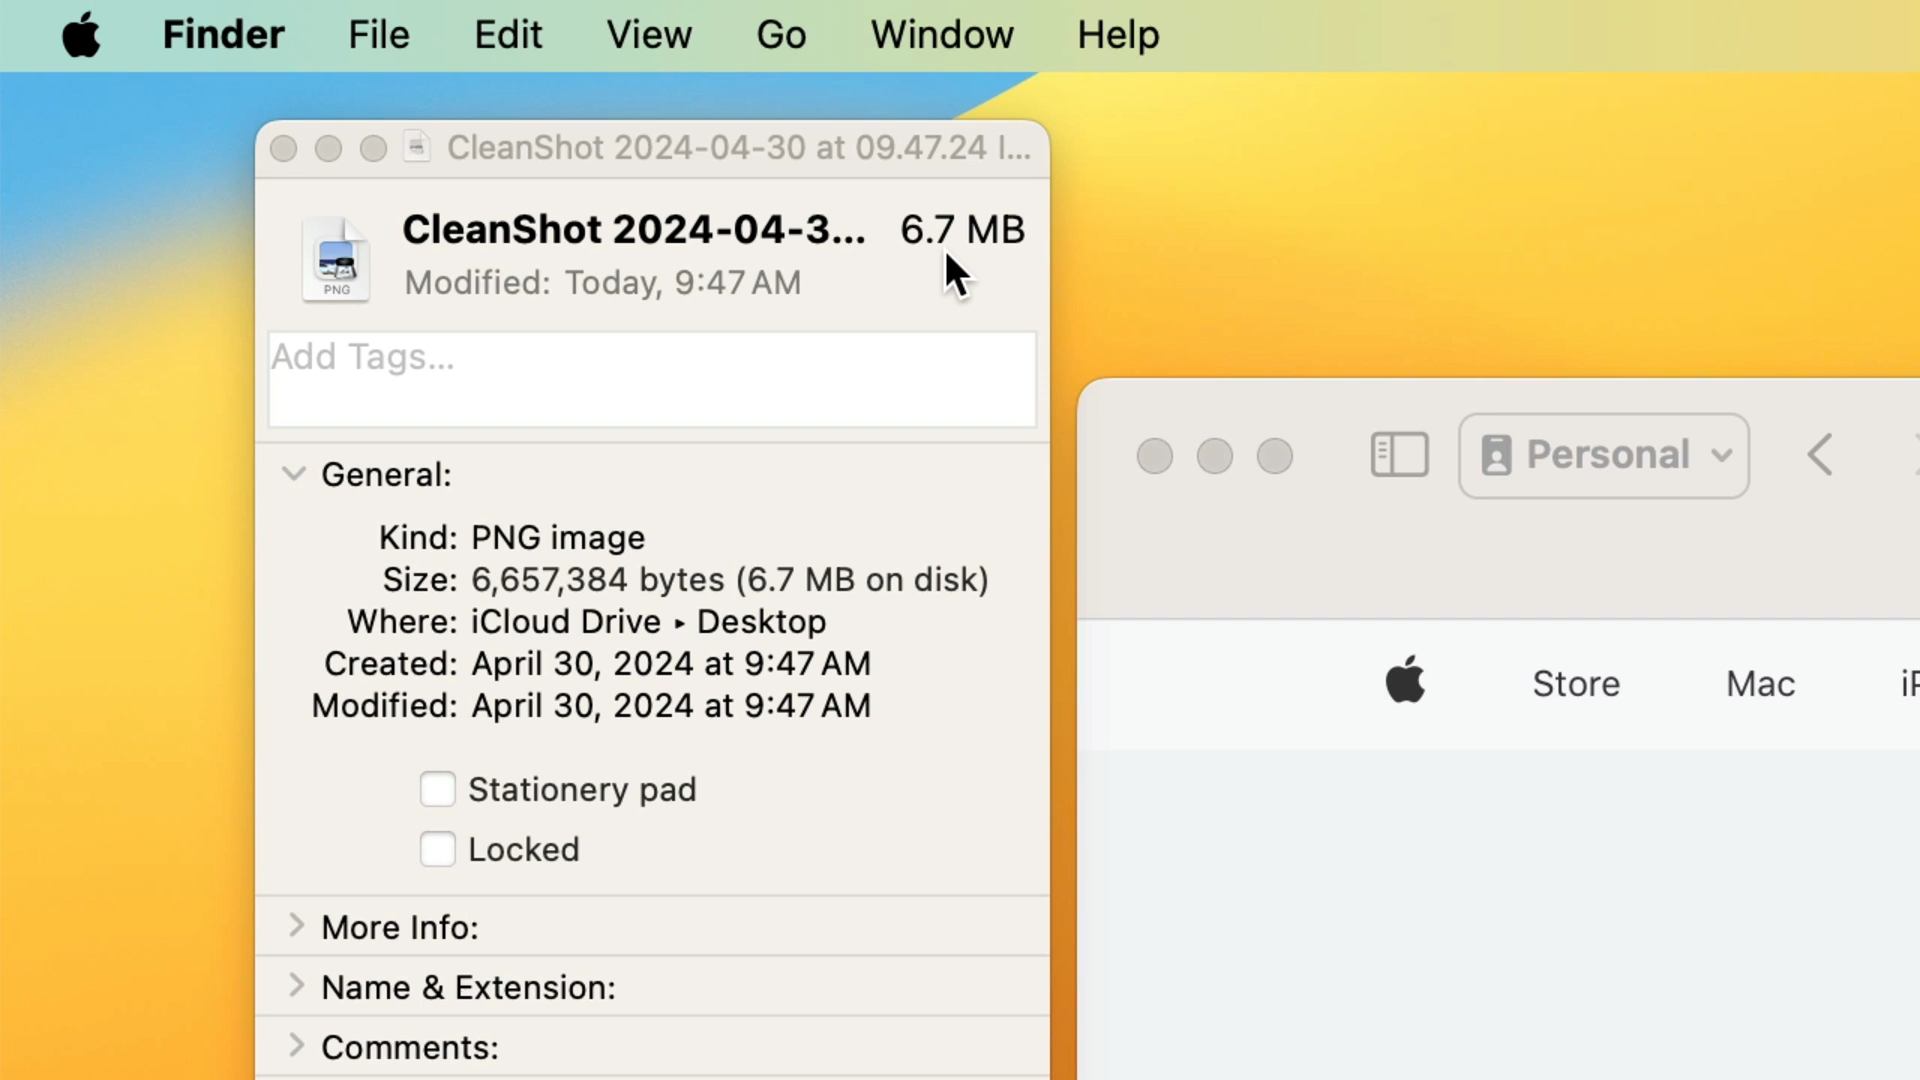 Finder File Edit View Go Window Help
CleanShot 2024-04-30 at 09.47.24 I...
CleanShot 2024-04-3... 6.7 MB
Modified: Today, 9:47 AM
PNG
Add Tags...
General:
Kind: PNG image
Size: 6,657,384 bytes (6.7 MB on disk)
Where: iCloud Drive ▸ Desktop
Created: April 30, 2024 at 9:47 AM
Modified: April 30, 2024 at 9:47 AM
Stationery pad
Locked
More Info:
Name & Extension:
Comments:
Personal
Store Mac